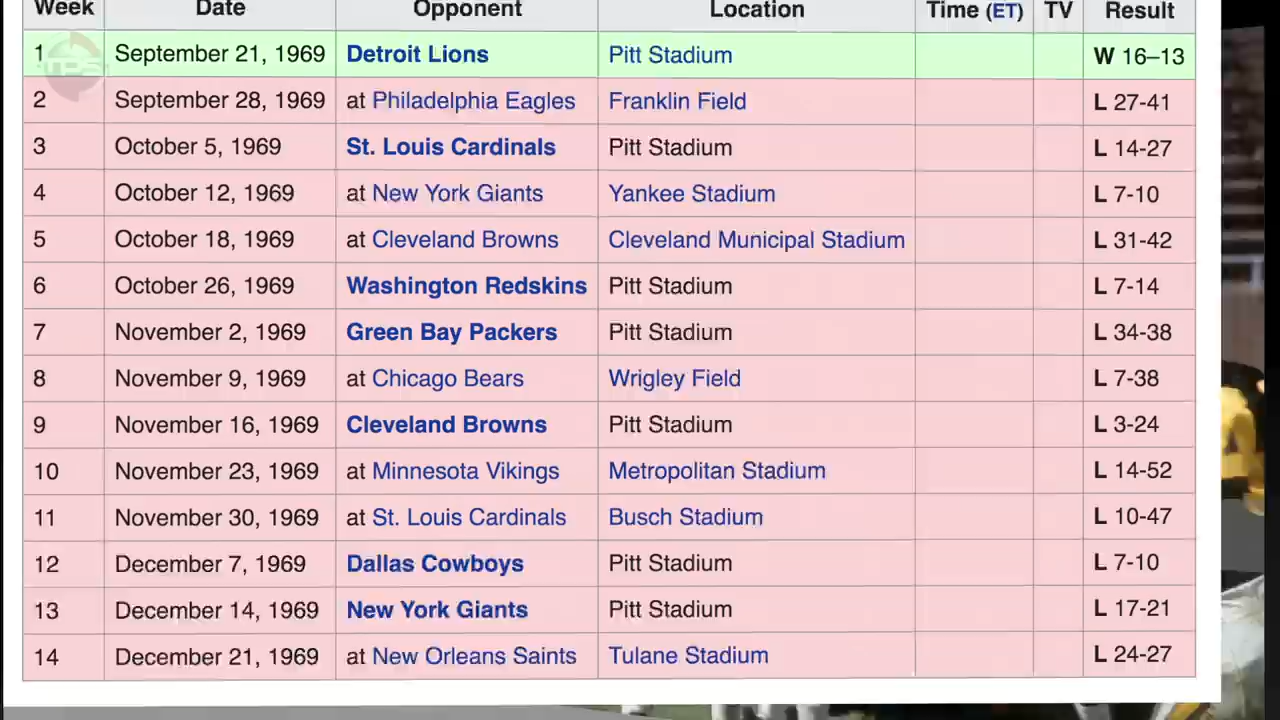 Week Date Opponent Location Time (ET) TV Result
1 September 21, 1969 Detroit Lions Pitt Stadium W 16–13
2 September 28, 1969 at Philadelphia Eagles Franklin Field L 27-41
3 October 5, 1969 St. Louis Cardinals Pitt Stadium L 14-27
4 October 12, 1969 at New York Giants Yankee Stadium L 7-10
5 October 18, 1969 at Cleveland Browns Cleveland Municipal Stadium L 31-42
6 October 26, 1969 Washington Redskins Pitt Stadium L 7-14
7 November 2, 1969 Green Bay Packers Pitt Stadium L 34-38
8 November 9, 1969 at Chicago Bears Wrigley Field L 7-38
9 November 16, 1969 Cleveland Browns Pitt Stadium L 3-24
10 November 23, 1969 at Minnesota Vikings Metropolitan Stadium L 14-52
11 November 30, 1969 at St. Louis Cardinals Busch Stadium L 10-47
12 December 7, 1969 Dallas Cowboys Pitt Stadium L 7-10
13 December 14, 1969 New York Giants Pitt Stadium L 17-21
14 December 21, 1969 at New Orleans Saints Tulane Stadium L 24-27
TPS